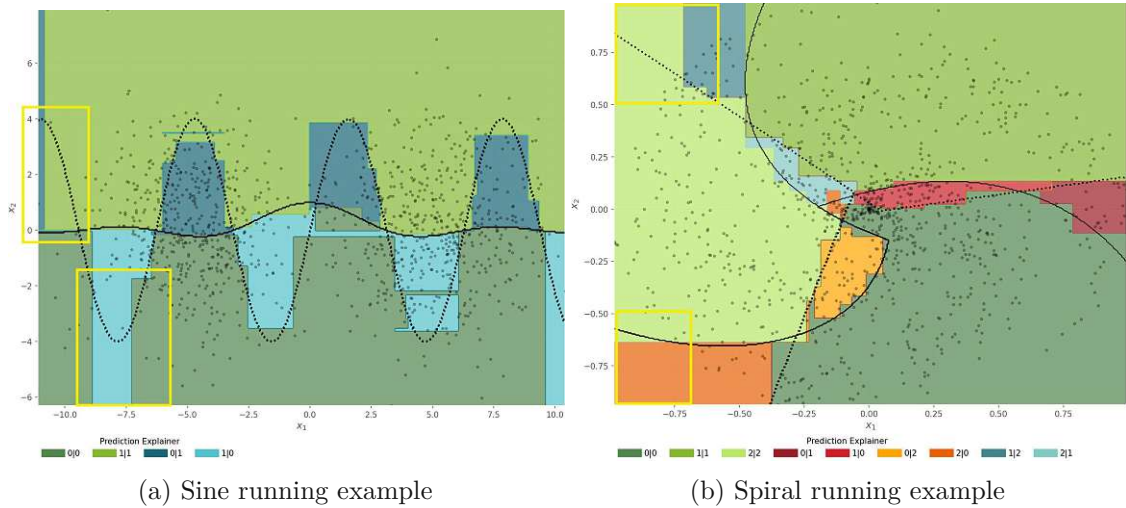 x₂
6
4
2
0
−2
−4
−6
−10.0 −7.5 −5.0 −2.5 0.0 2.5 5.0 7.5 10.0
x₁
Prediction Explainer
0|0 1|1 0|1 1|0
(a) Sine running example
x₂
0.75
0.50
0.25
0.00
−0.25
−0.50
−0.75
−0.75 −0.50 −0.25 0.00 0.25 0.50 0.75
x₁
Prediction Explainer
0|0 1|1 2|2 0|1 1|0 0|2 2|0 1|2 2|1
(b) Spiral running example